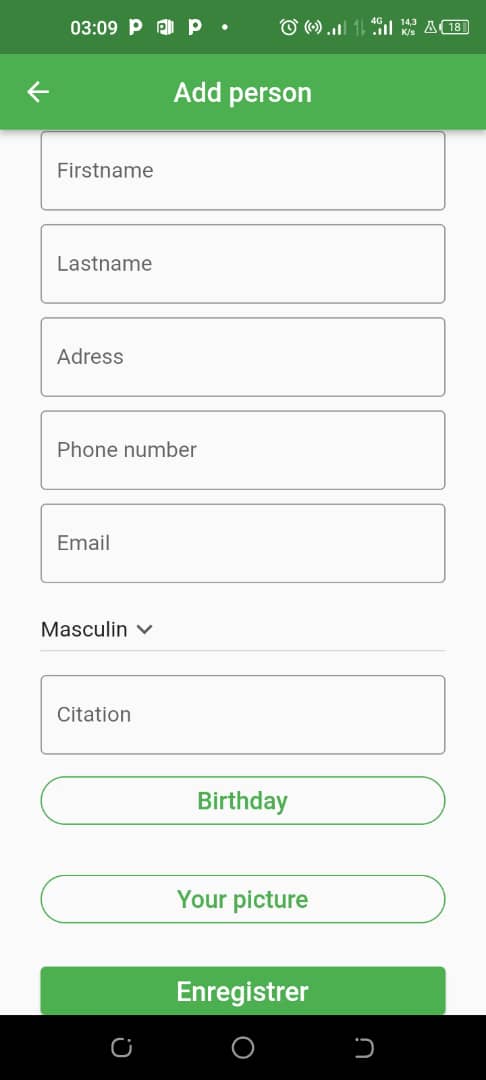 03:09 4G 14,3 K/s 18
Add person
Firstname
Lastname
Adress
Phone number
Email
Masculin
Citation
Birthday
Your picture
Enregistrer